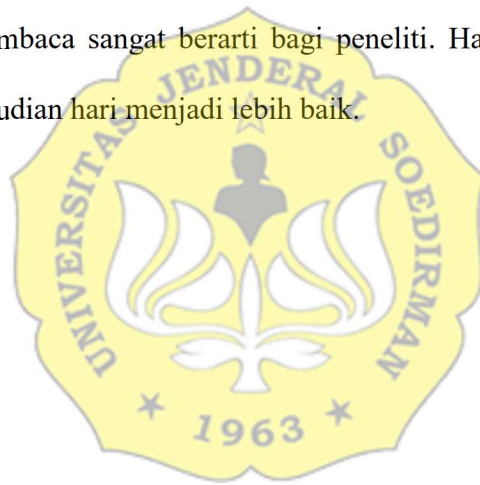 mbaca sangat berarti bagi peneliti. Ha
udian hari menjadi lebih baik.
UNIVERSITAS JENDERAL SOEDIRMAN
1963